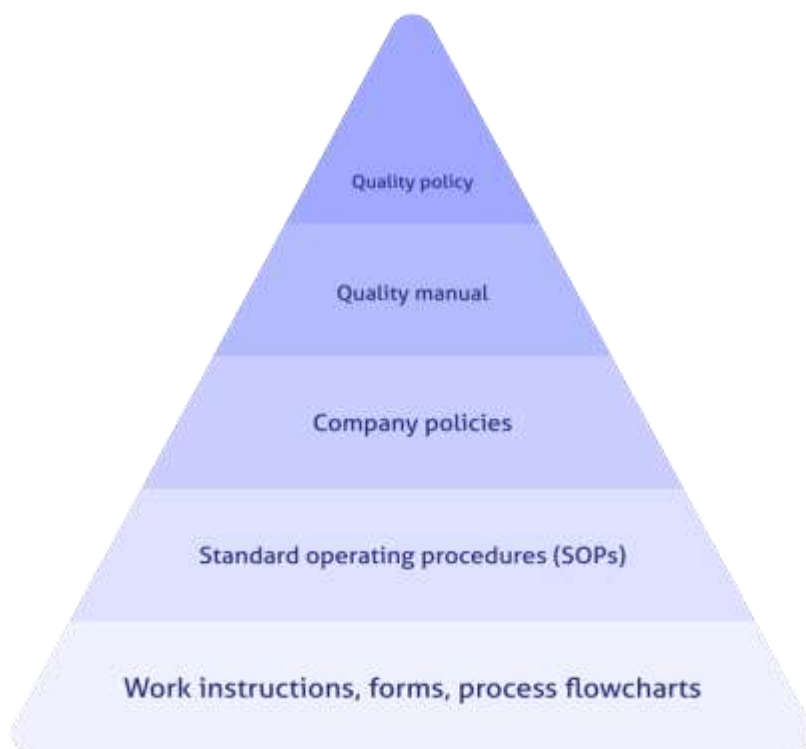 Quality policy
Quality manual
Company policies
Standard operating procedures (SOPs)
Work instructions, forms, process flowcharts